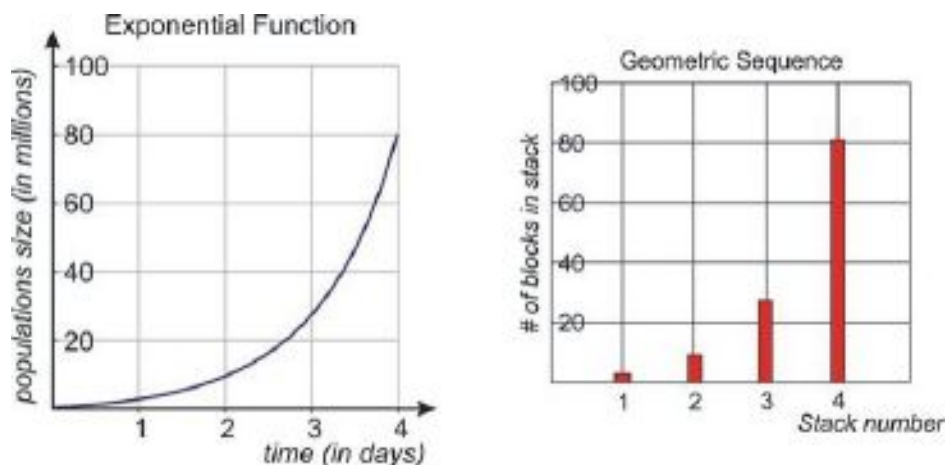 Exponential Function
populations size (in millions)
100
80
60
40
20
1 2 3 4
time (in days)
Geometric Sequence
# of blocks in stack
100
80
60
40
20
1 2 3 4
Stack number